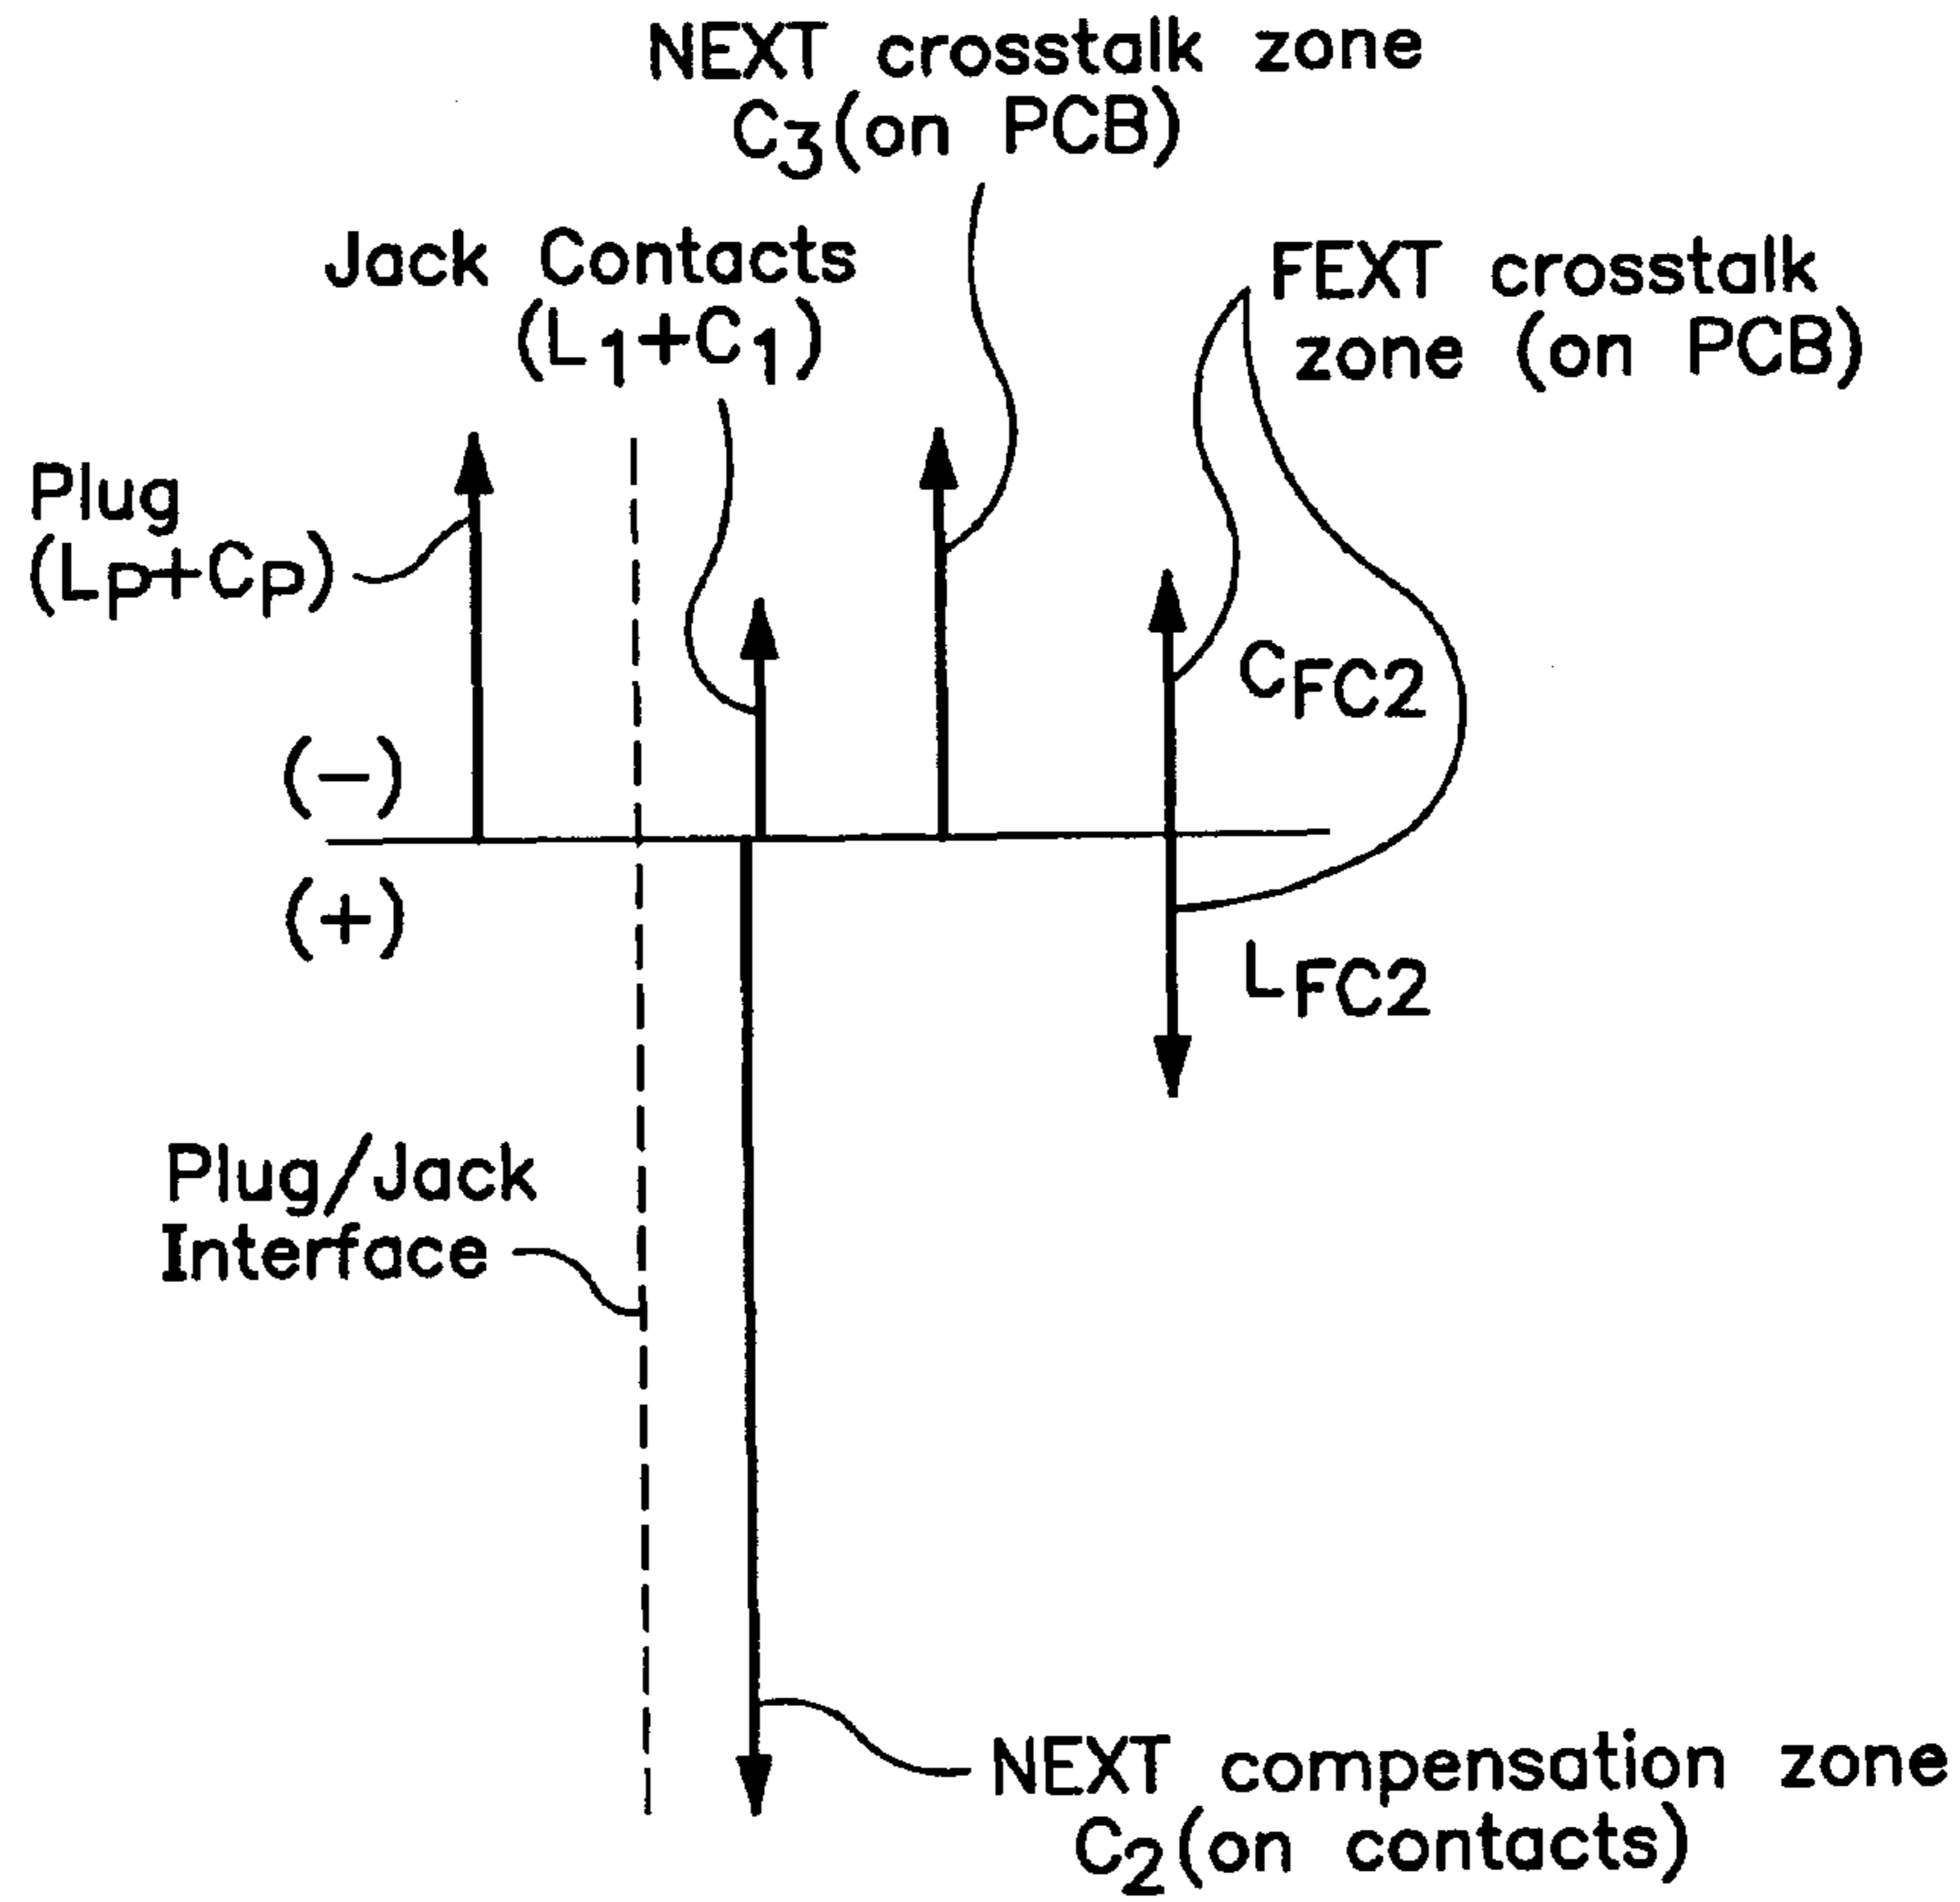 NEXT crosstalk zone
C3(on PCB)
Jack Contacts
(L1+C1)
FEXT crosstalk
zone (on PCB)
Plug
(Lp+Cp)
CFC2
(−)
(+)
LFC2
Plug/Jack
Interface
NEXT compensation zone
C2(on contacts)